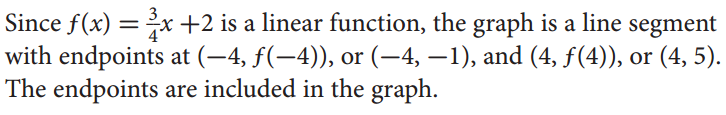 Since f(x) = 3/4 x +2 is a linear function, the graph is a line segment
with endpoints at (−4, f(−4)), or (−4, −1), and (4, f(4)), or (4, 5).
The endpoints are included in the graph.